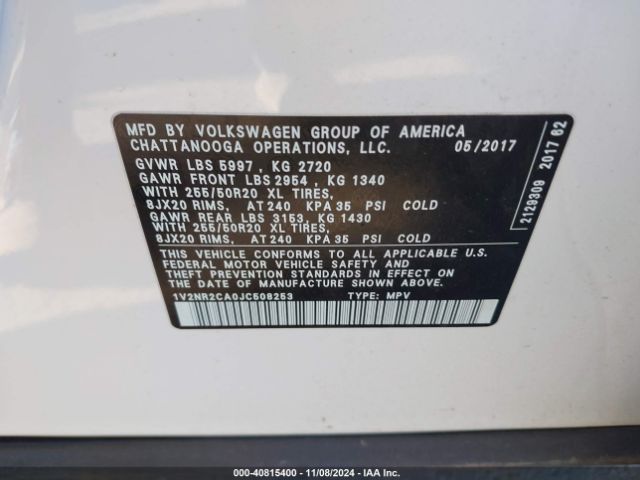 MFD BY VOLKSWAGEN GROUP OF AMERICA
CHATTANOOGA OPERATIONS, LLC. 05/2017
GVWR LBS 5997 , KG 2720
GAWR FRONT LBS 2954 , KG 1340
WITH 255/50R20 XL TIRES,
8JX20 RIMS, AT 240 KPA 35 PSI COLD
GAWR REAR LBS 3153, KG 1430
WITH 255/50R20 XL TIRES,
8JX20 RIMS, AT 240 KPA 35 PSI COLD
THIS VEHICLE CONFORMS TO ALL APPLICABLE U.S.
FEDERAL MOTOR VEHICLE SAFETY AND
THEFT PREVENTION STANDARDS IN EFFECT ON
THE DATE OF MANUFACTURE SHOWN ABOVE.
1V2NR2CA0JC508253 TYPE: MPV
2129309 2017 62
000-40815400 - 11/08/2024 - IAAI.COM